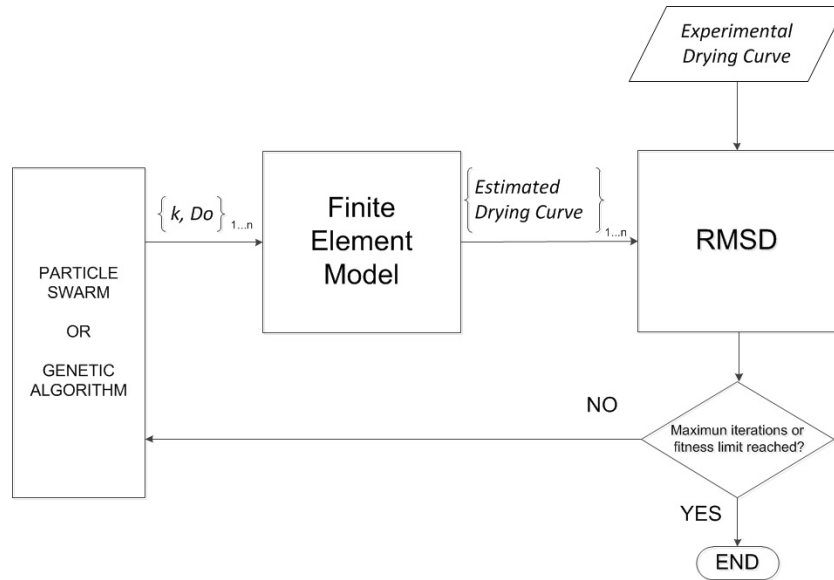 Experimental
Drying Curve
{ k, Do } 1...n
Finite
Element
Model
{ Estimated
Drying Curve } 1...n
RMSD
PARTICLE
SWARM
OR
GENETIC
ALGORITHM
NO
Maximun iterations or
fitness limit reached?
YES
END